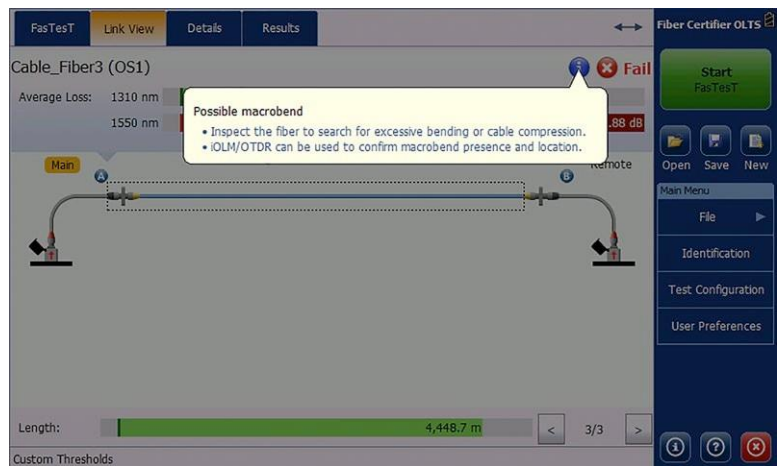 FasTesT
Link View
Details
Results
Fiber Certifier OLTS
Cable_Fiber3 (OS1)
Fail
Start
FasTesT
Average Loss:
1310 nm
1550 nm
.88 dB
Possible macrobend
• Inspect the fiber to search for excessive bending or cable compression.
• iOLM/OTDR can be used to confirm macrobend presence and location.
Open
Save
New
Main
A
B
Remote
Main Menu
File
Identification
Test Configuration
User Preferences
Length:
4,448.7 m
<
3/3
>
Custom Thresholds